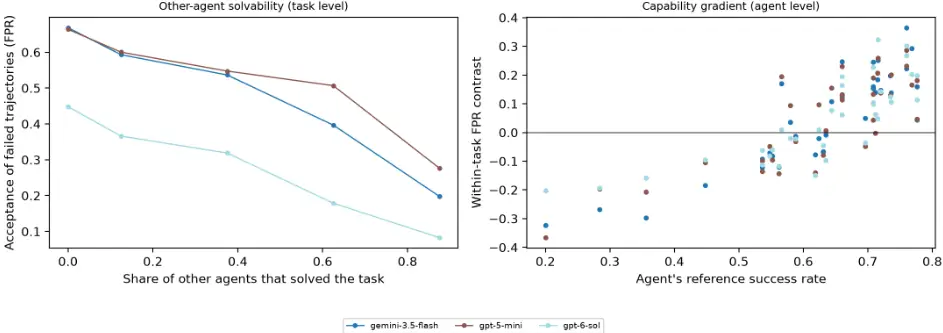 Other-agent solvability (task level)
Acceptance of failed trajectories (FPR)
0.6
0.5
0.4
0.3
0.2
0.1
0.0 0.2 0.4 0.6 0.8
Share of other agents that solved the task
Capability gradient (agent level)
Within-task FPR contrast
0.4
0.3
0.2
0.1
0.0
−0.1
−0.2
−0.3
−0.4
0.2 0.3 0.4 0.5 0.6 0.7 0.8
Agent's reference success rate
gemini-3.5-flash gpt-5-mini gpt-6-sol